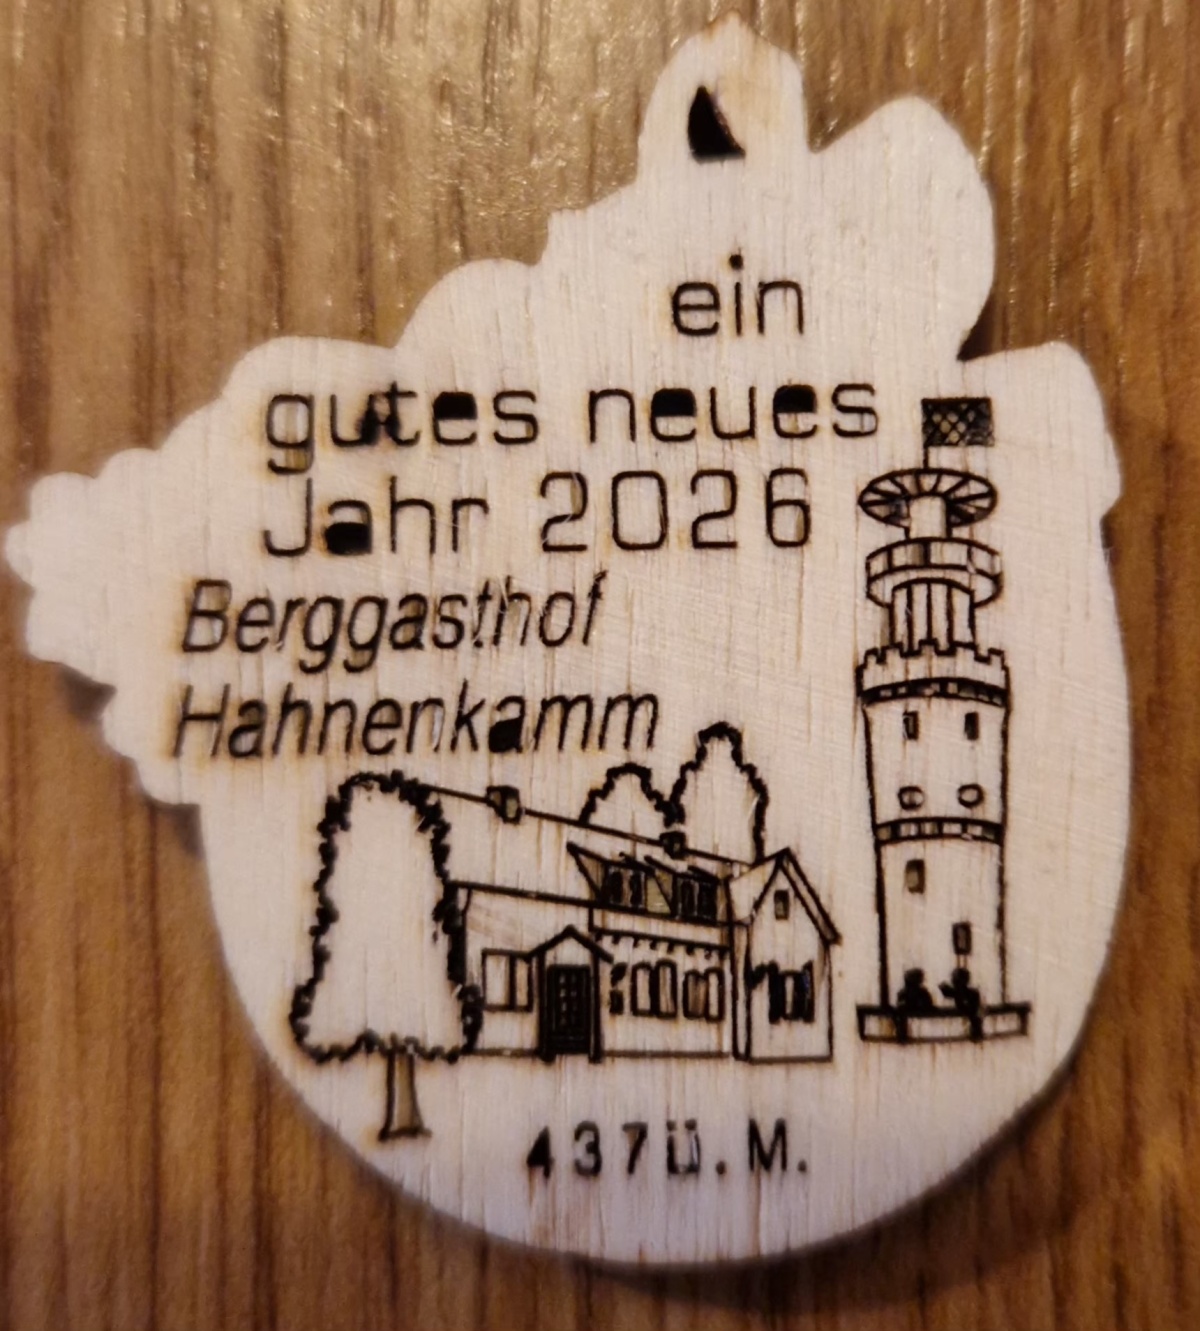 ein
gutes neues
Jahr 2026
Berggasthof
Hahnenkamm
437ü.M.